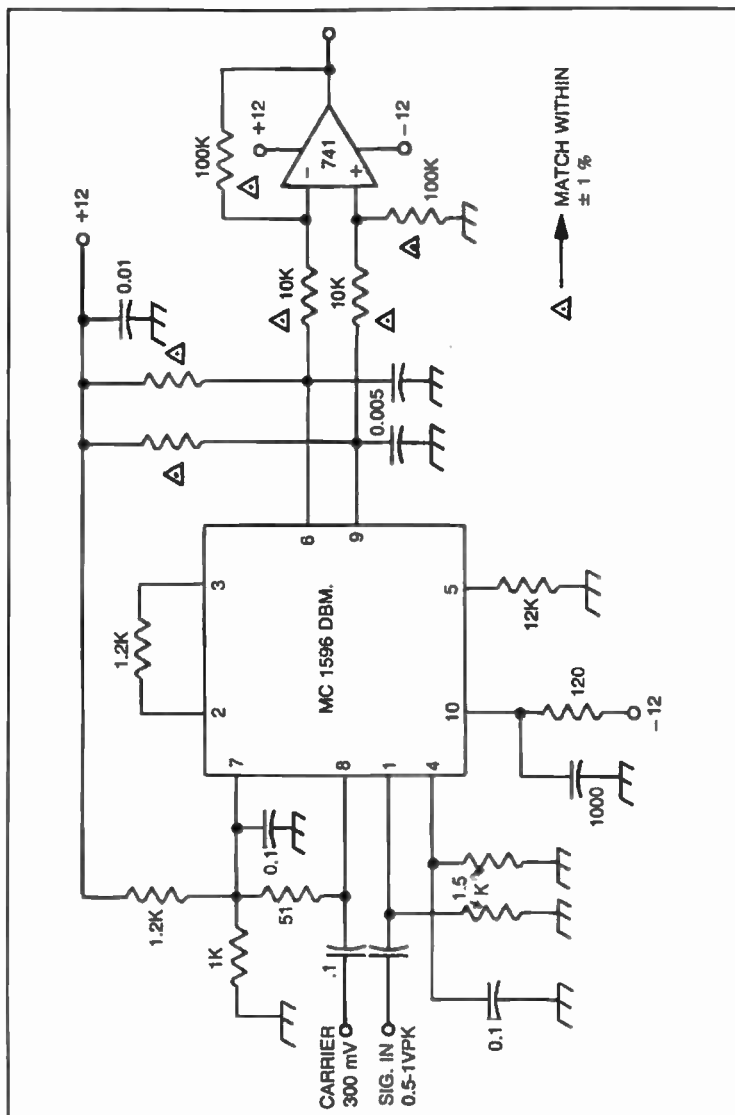 +12
100K
+12
741
-
+
-12
100K
0.01
10K
10K
0.005
MATCH WITHIN
± 1 %
1.2K
3
2
6
9
MC 1596 DBM.
7
8
1
4
10
5
12K
120
-12
1000
1.2K
0.1
51
1K
.1
1.5
K
0.1
CARRIER
300 mV
SIG. IN
0.5-1VPK